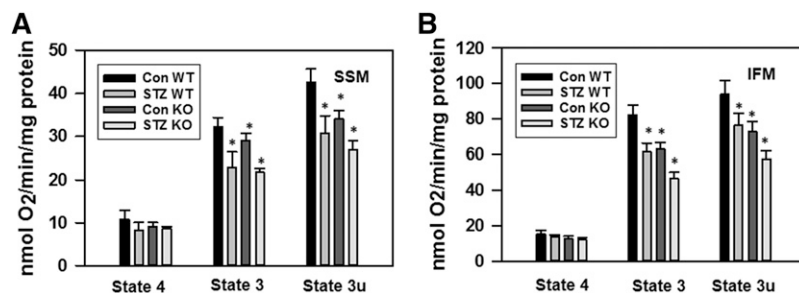 A
nmol O2/min/mg protein
50
40
30
20
10
0
Con WT
STZ WT
Con KO
STZ KO
SSM
*
*
*
*
*
*
State 4
State 3
State 3u
B
nmol O2/min/mg protein
120
100
80
60
40
20
0
Con WT
STZ WT
Con KO
STZ KO
IFM
* *
*
* *
*
State 4
State 3
State 3u